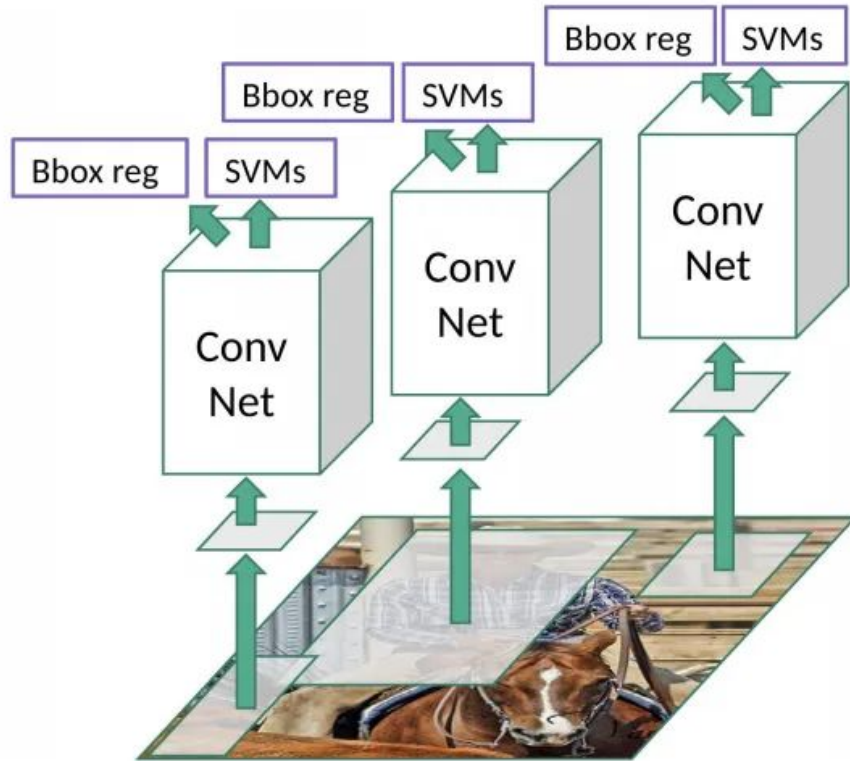 Bbox reg SVMs
Bbox reg SVMs
Bbox reg SVMs
Conv
Net
Conv
Net
Conv
Net